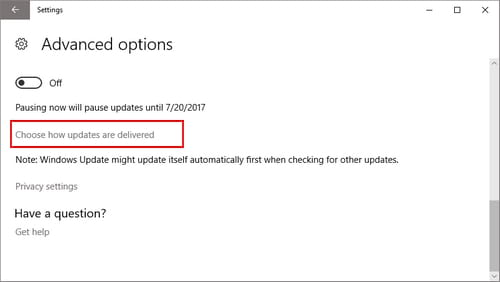 Settings
Advanced options
Off
Pausing now will pause updates until 7/20/2017
Choose how updates are delivered
Note: Windows Update might update itself automatically first when checking for other updates.
Privacy settings
Have a question?
Get help